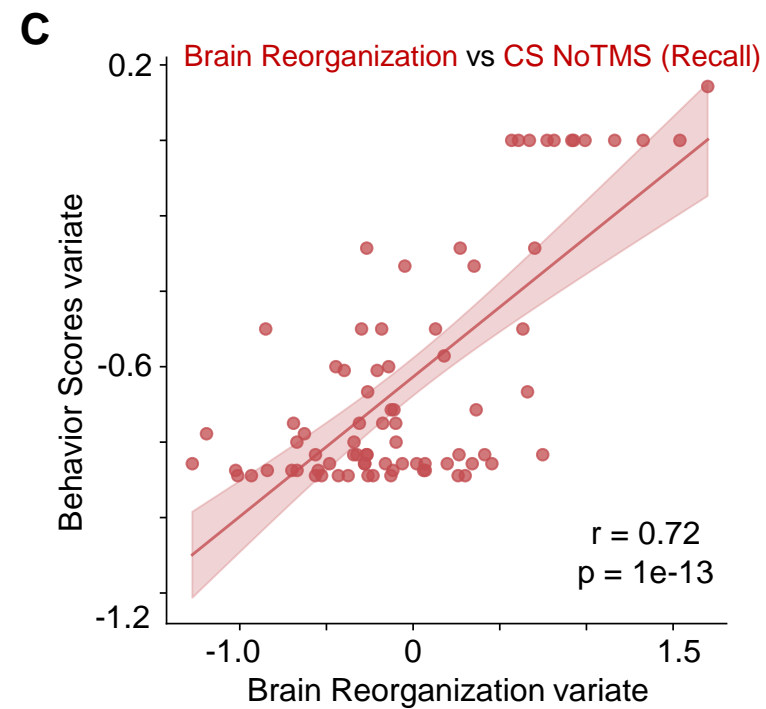 C
Brain Reorganization vs CS NoTMS (Recall)
0.2
-0.6
-1.2
Behavior Scores variate
r = 0.72
p = 1e-13
-1.0 0 1.5
Brain Reorganization variate